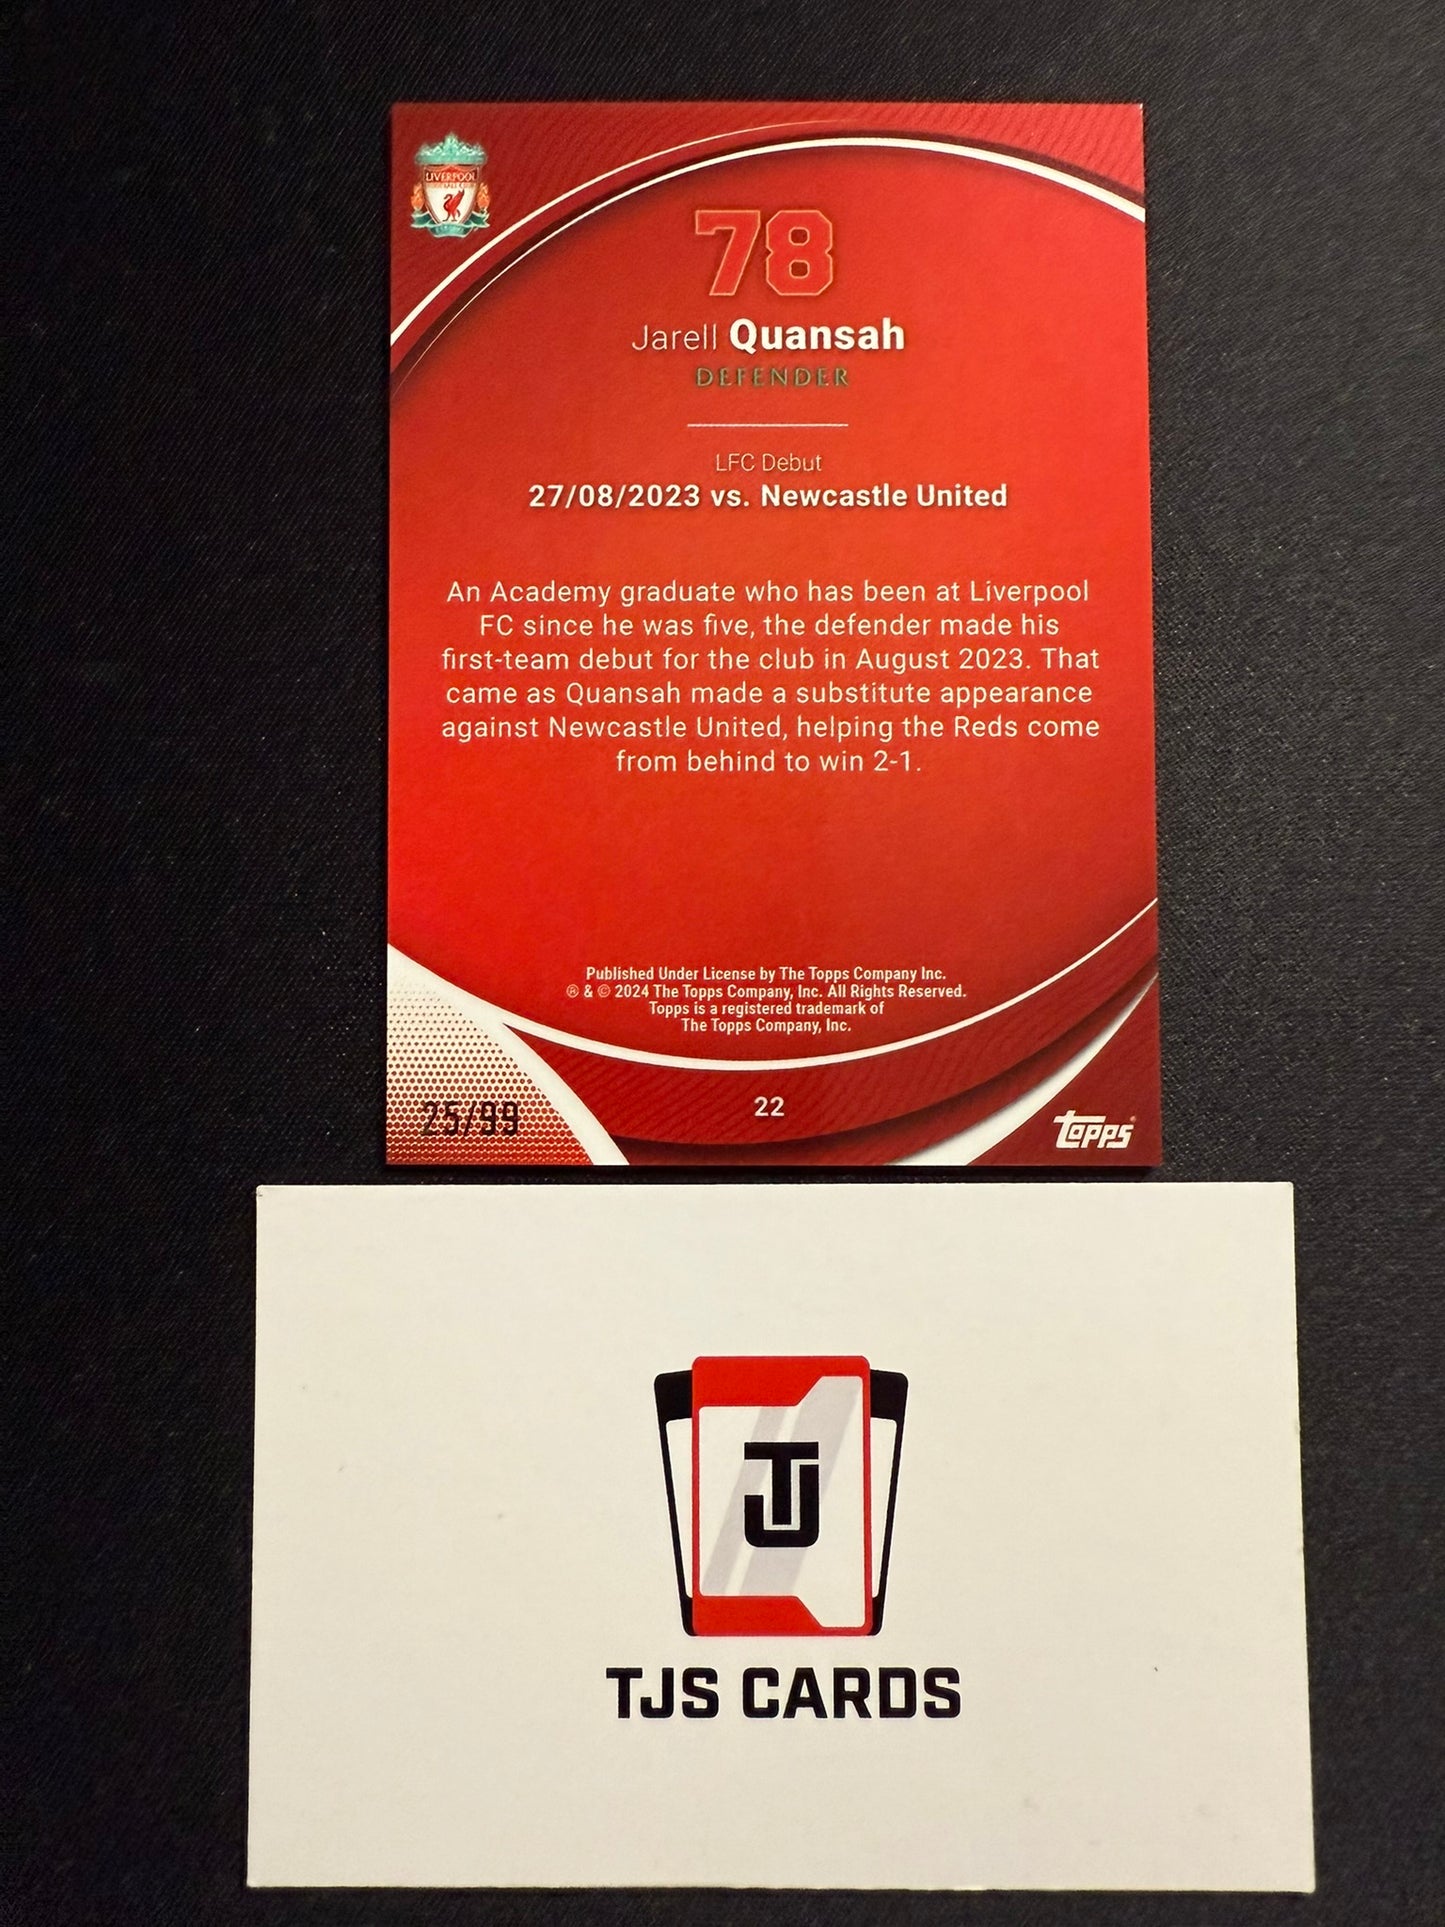 LIVERPOOL
78
Jarell Quansah
DEFENDER
LFC Debut
27/08/2023 vs. Newcastle United
An Academy graduate who has been at Liverpool
FC since he was five, the defender made his
first-team debut for the club in August 2023. That
came as Quansah made a substitute appearance
against Newcastle United, helping the Reds come
from behind to win 2-1.
Published Under License by The Topps Company Inc.
® & © 2024 The Topps Company, Inc. All Rights Reserved.
Topps is a registered trademark of
The Topps Company, Inc.
25/99
22
topps
TJ
TJS CARDS